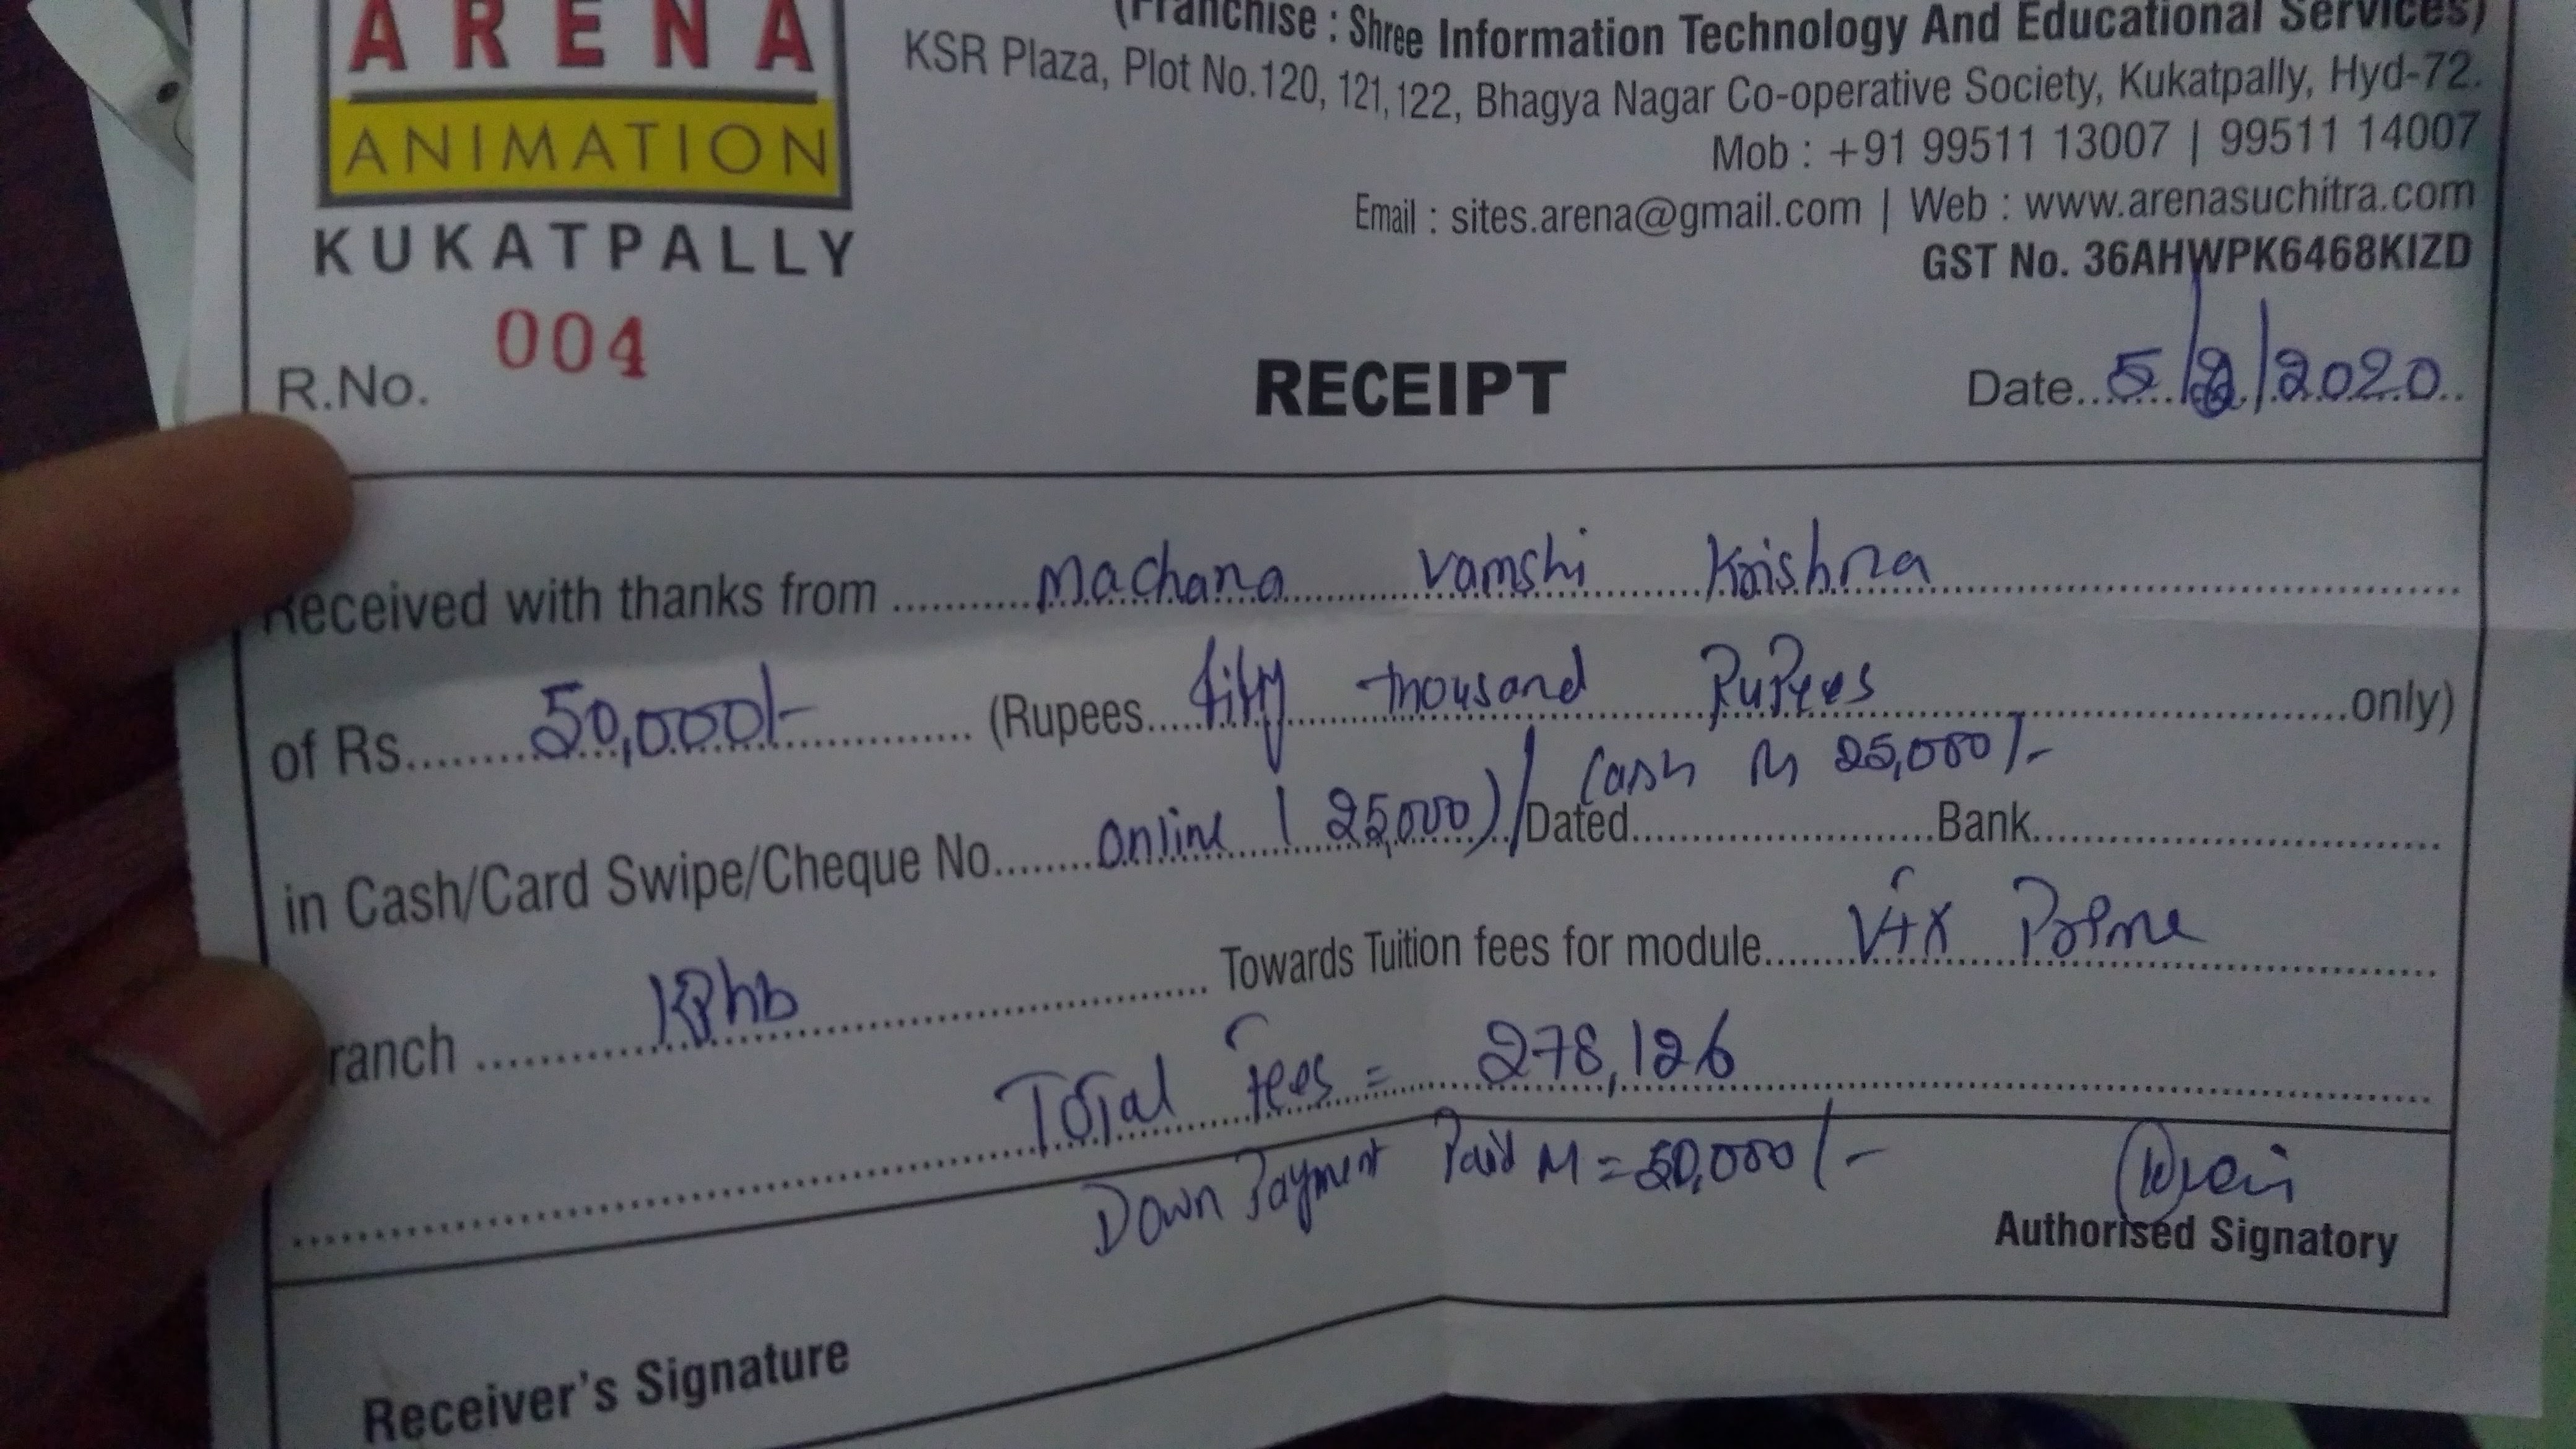 ARENA
ANIMATION
KUKATPALLY
(Franchise : Shree Information Technology And Educational Services)
KSR Plaza, Plot No.120, 121,122, Bhagya Nagar Co-operative Society, Kukatpally, Hyd-72.
Mob : +91 99511 13007 | 99511 14007
Email : sites.arena@gmail.com | Web : www.arenasuchitra.com
GST No. 36AHWPK6468KIZD
R.No. 004
RECEIPT
Date 5/2/2020
Received with thanks from Machana Vamshi Krishna
of Rs. 50,000/- (Rupees fifty thousand Rupees only)
Cash 25,000/-
in Cash/Card Swipe/Cheque No. Online (25,000)/ Dated Bank
ranch KPhb Towards Tuition fees for module Vfx Prime
Total fees = 278,126
Down Payment Paid = 50,000/-
Authorised Signatory
Receiver's Signature